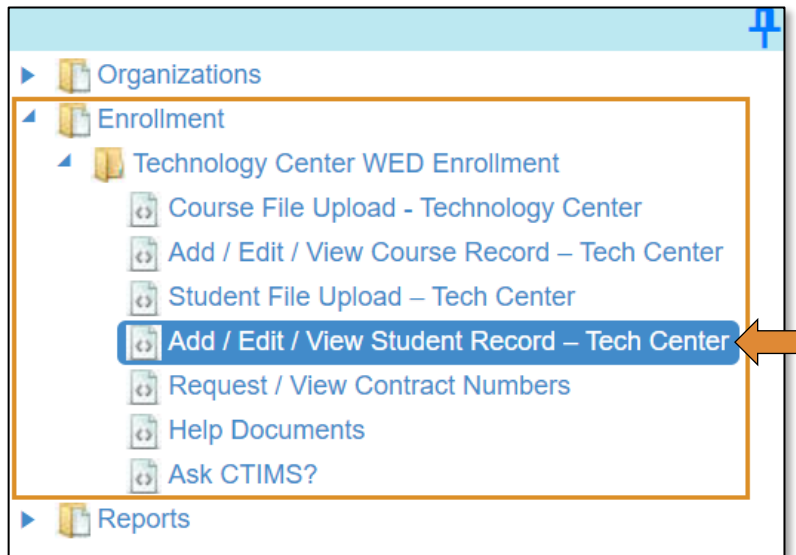 Organizations
Enrollment
Technology Center WED Enrollment
Course File Upload - Technology Center
Add / Edit / View Course Record – Tech Center
Student File Upload – Tech Center
Add / Edit / View Student Record – Tech Center
Request / View Contract Numbers
Help Documents
Ask CTIMS?
Reports